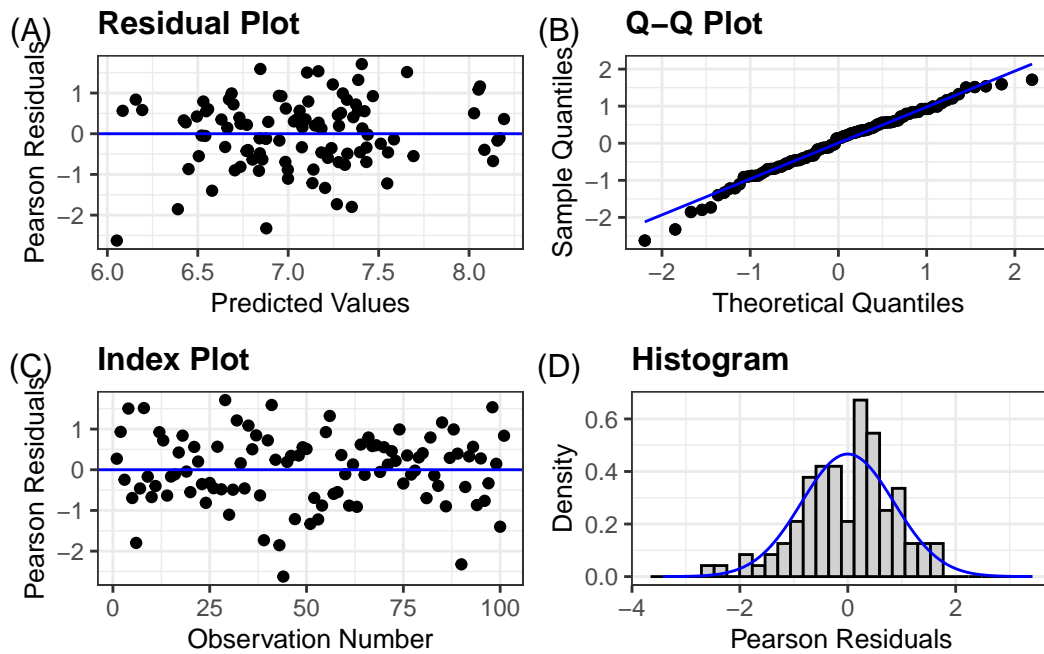 (A) Residual Plot
Pearson Residuals
1
0
−1
−2
6.0 6.5 7.0 7.5 8.0
Predicted Values
(B) Q−Q Plot
Sample Quantiles
2
1
0
−1
−2
−2 −1 0 1 2
Theoretical Quantiles
(C) Index Plot
Pearson Residuals
1
0
−1
−2
0 25 50 75 100
Observation Number
(D) Histogram
Density
0.6
0.4
0.2
0.0
−4 −2 0 2
Pearson Residuals